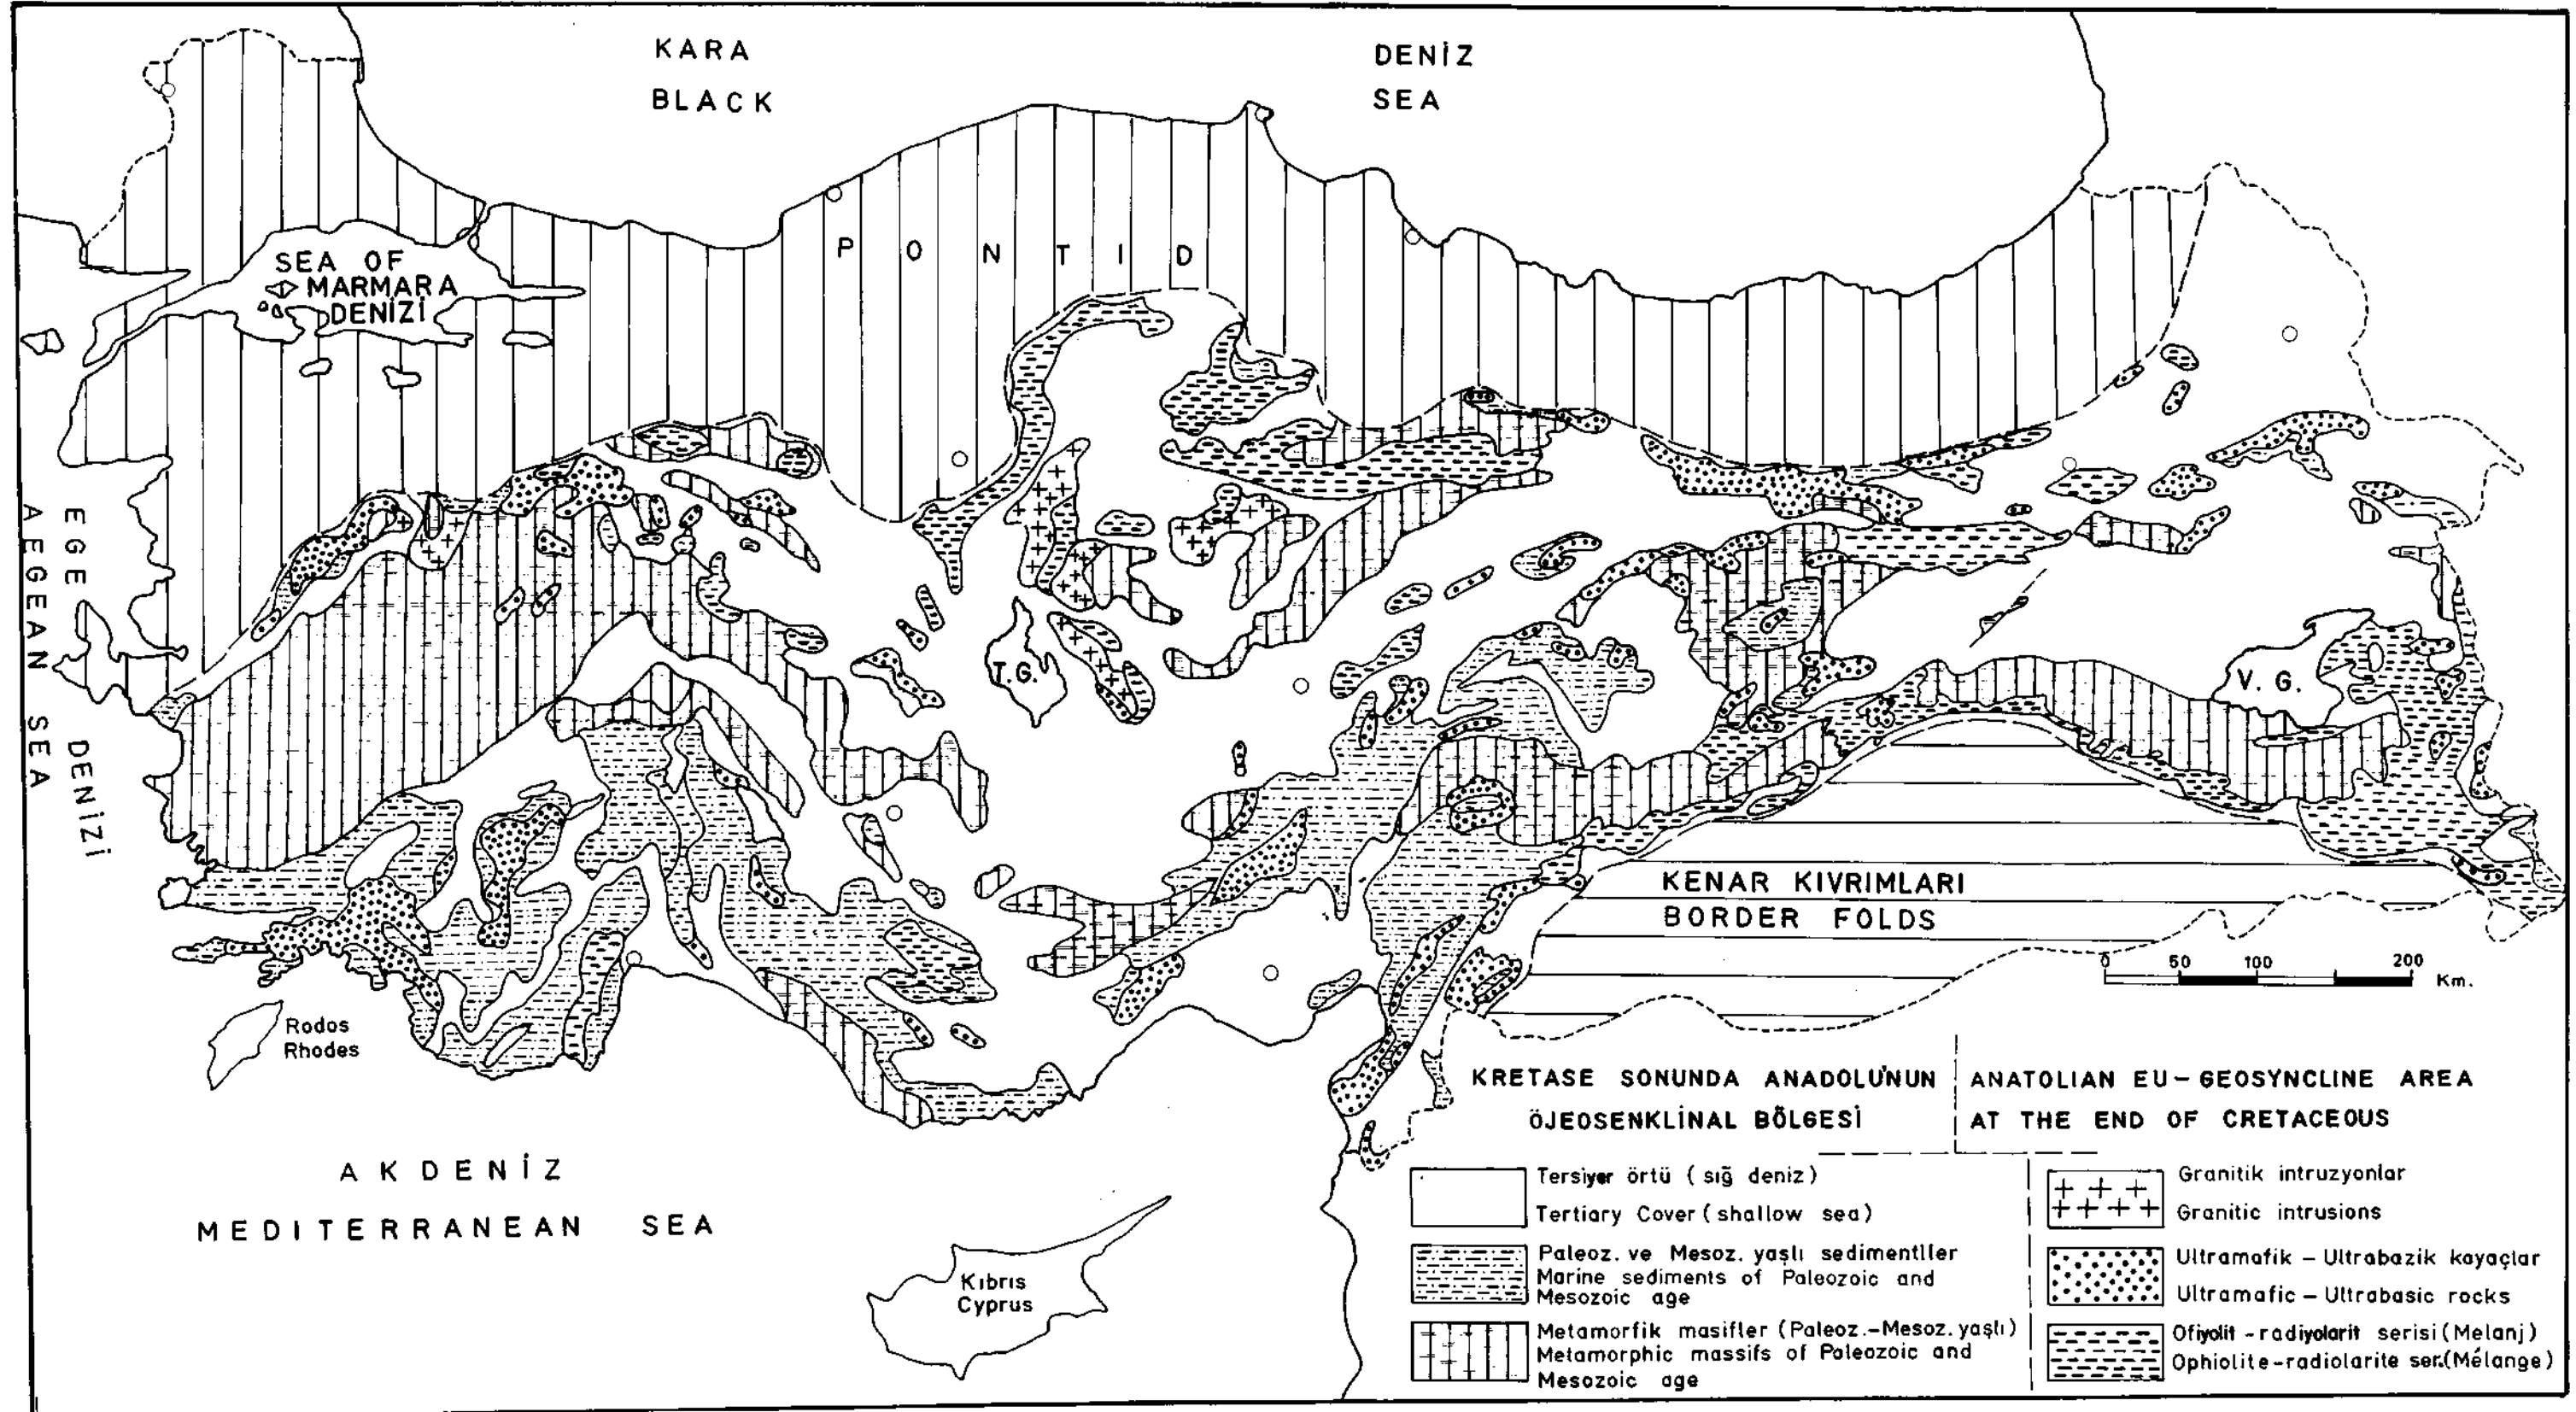 KARA DENİZ
BLACK SEA
SEA OF
MARMARA
DENİZİ
PONTID
EGE DENİZİ
AEGEAN SEA
T.G.
V. G.
KENAR KIVRIMLARI
BORDER FOLDS
0 50 100 200 Km.
Rodos
Rhodes
AKDENİZ
MEDITERRANEAN SEA
Kıbrıs
Cyprus
KRETASE SONUNDA ANADOLU'NUN
ÖJEOSENKLİNAL BÖLGESİ
ANATOLIAN EU-GEOSYNCLINE AREA
AT THE END OF CRETACEOUS
Tersiyer örtü (sığ deniz)
Tertiary Cover (shallow sea)
Paleoz. ve Mesoz. yaşlı sedimentller
Marine sediments of Paleozoic and
Mesozoic age
Metamorfik masifler (Paleoz.-Mesoz. yaşlı)
Metamorphic massifs of Paleozoic and
Mesozoic age
Granitik intruzyonlar
Granitic intrusions
Ultramafik – Ultrabazik kayaçlar
Ultramafic – Ultrabasic rocks
Ofiyolit - radiyolarit serisi (Melanj)
Ophiolite-radiolarite ser.(Mélange)